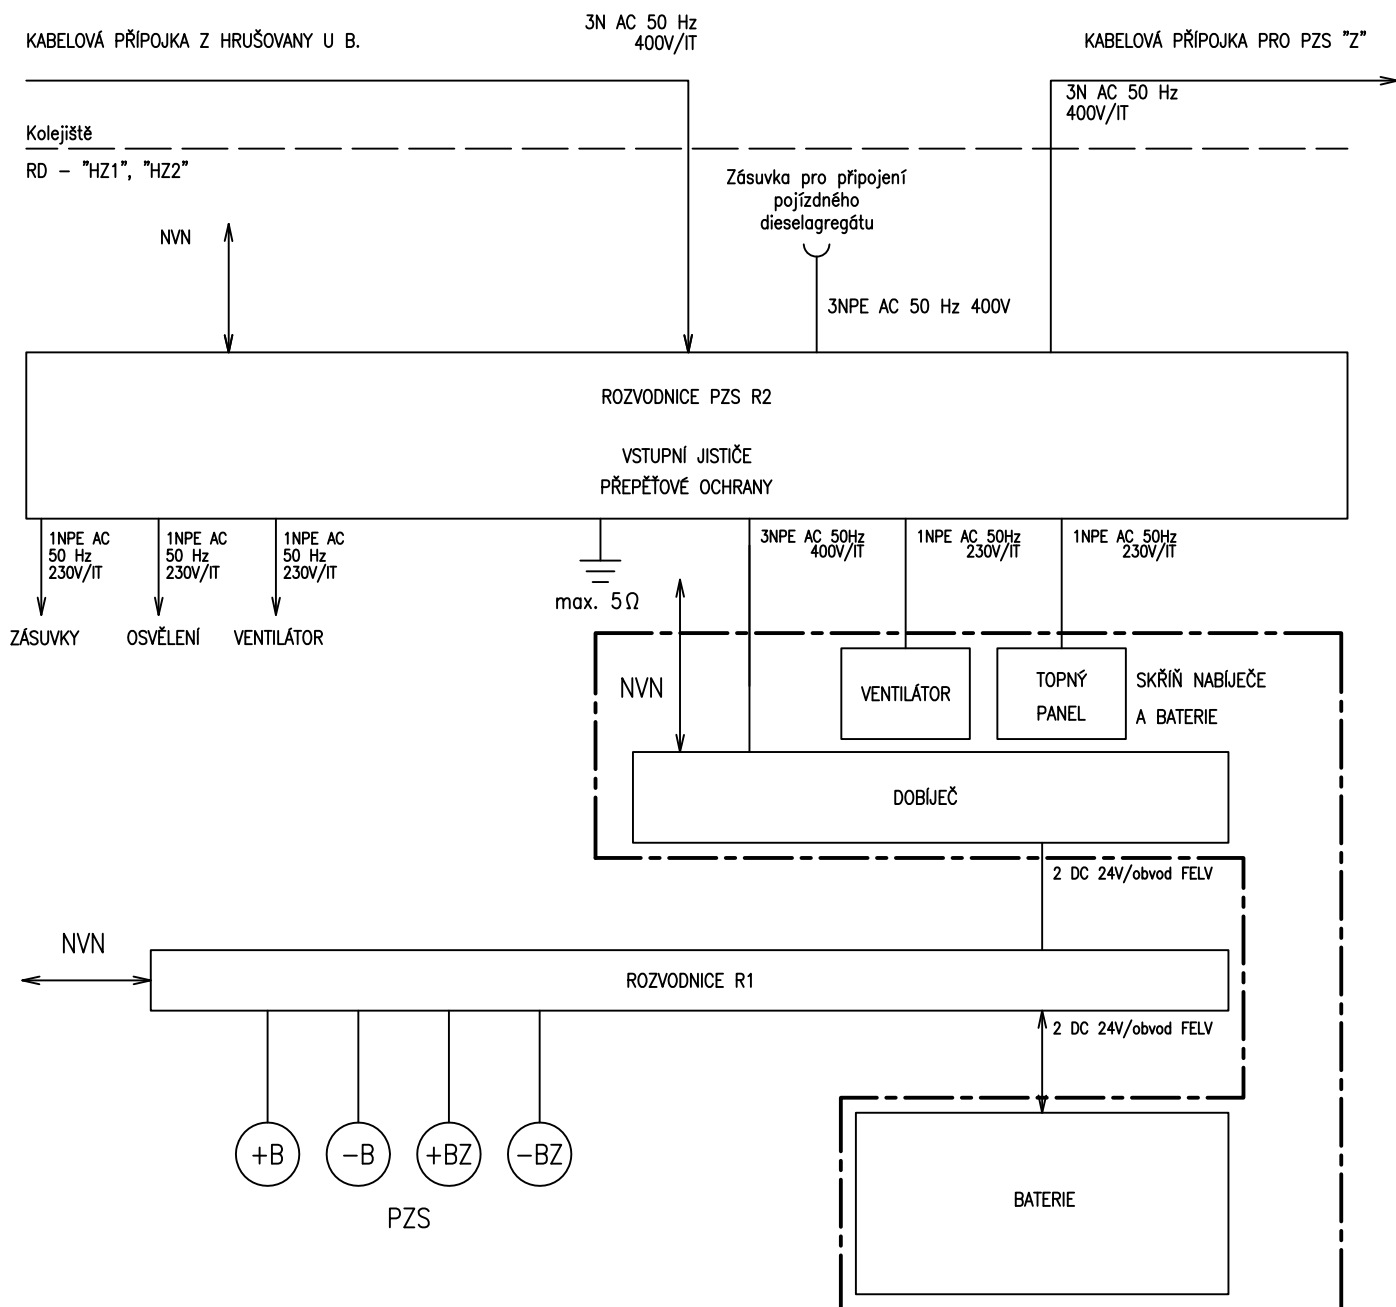 KABELOVÁ PŘÍPOJKA Z HRUŠOVANY U B.
3N AC 50 Hz
400V/IT
KABELOVÁ PŘÍPOJKA PRO PZS "Z"
3N AC 50 Hz
400V/IT
Kolejiště
RD – "HZ1", "HZ2"
Zásuvka pro připojení
pojízdného
dieselagregátu
NVN
3NPE AC 50 Hz 400V
ROZVODNICE PZS R2
VSTUPNÍ JISTIČE
PŘEPĚŤOVÉ OCHRANY
1NPE AC
50 Hz
230V/IT
1NPE AC
50 Hz
230V/IT
1NPE AC
50 Hz
230V/IT
3NPE AC 50Hz
400V/IT
1NPE AC 50Hz
230V/IT
1NPE AC 50Hz
230V/IT
max. 5Ω
ZÁSUVKY
OSVĚLENÍ
VENTILÁTOR
NVN
VENTILÁTOR
TOPNÝ
PANEL
SKŘÍŇ NABÍJEČE
A BATERIE
DOBÍJEČ
2 DC 24V/obvod FELV
NVN
ROZVODNICE R1
2 DC 24V/obvod FELV
+B
–B
+BZ
–BZ
PZS
BATERIE